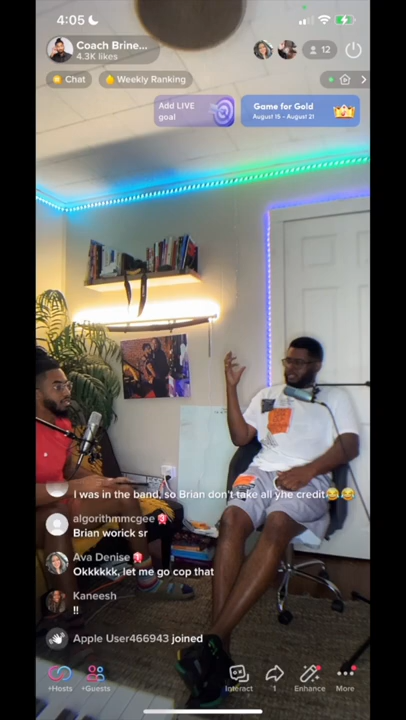 4:05
Coach Brine...
4.3K likes
12
Chat
Weekly Ranking
Add LIVE
goal
Game for Gold
August 15 - August 21
I was in the band, so Brian don't take all yhe credit😂😂
algorithmmcgee
Brian worick sr
Ava Denise
Okkkkkk, let me go cop that
Kaneesh
!!
Apple User466943 joined
+Hosts
+Guests
Interact
1
Enhance
More